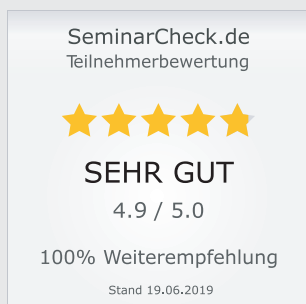 SeminarCheck.de
Teilnehmerbewertung
SEHR GUT
4.9 / 5.0
100% Weiterempfehlung
Stand 19.06.2019